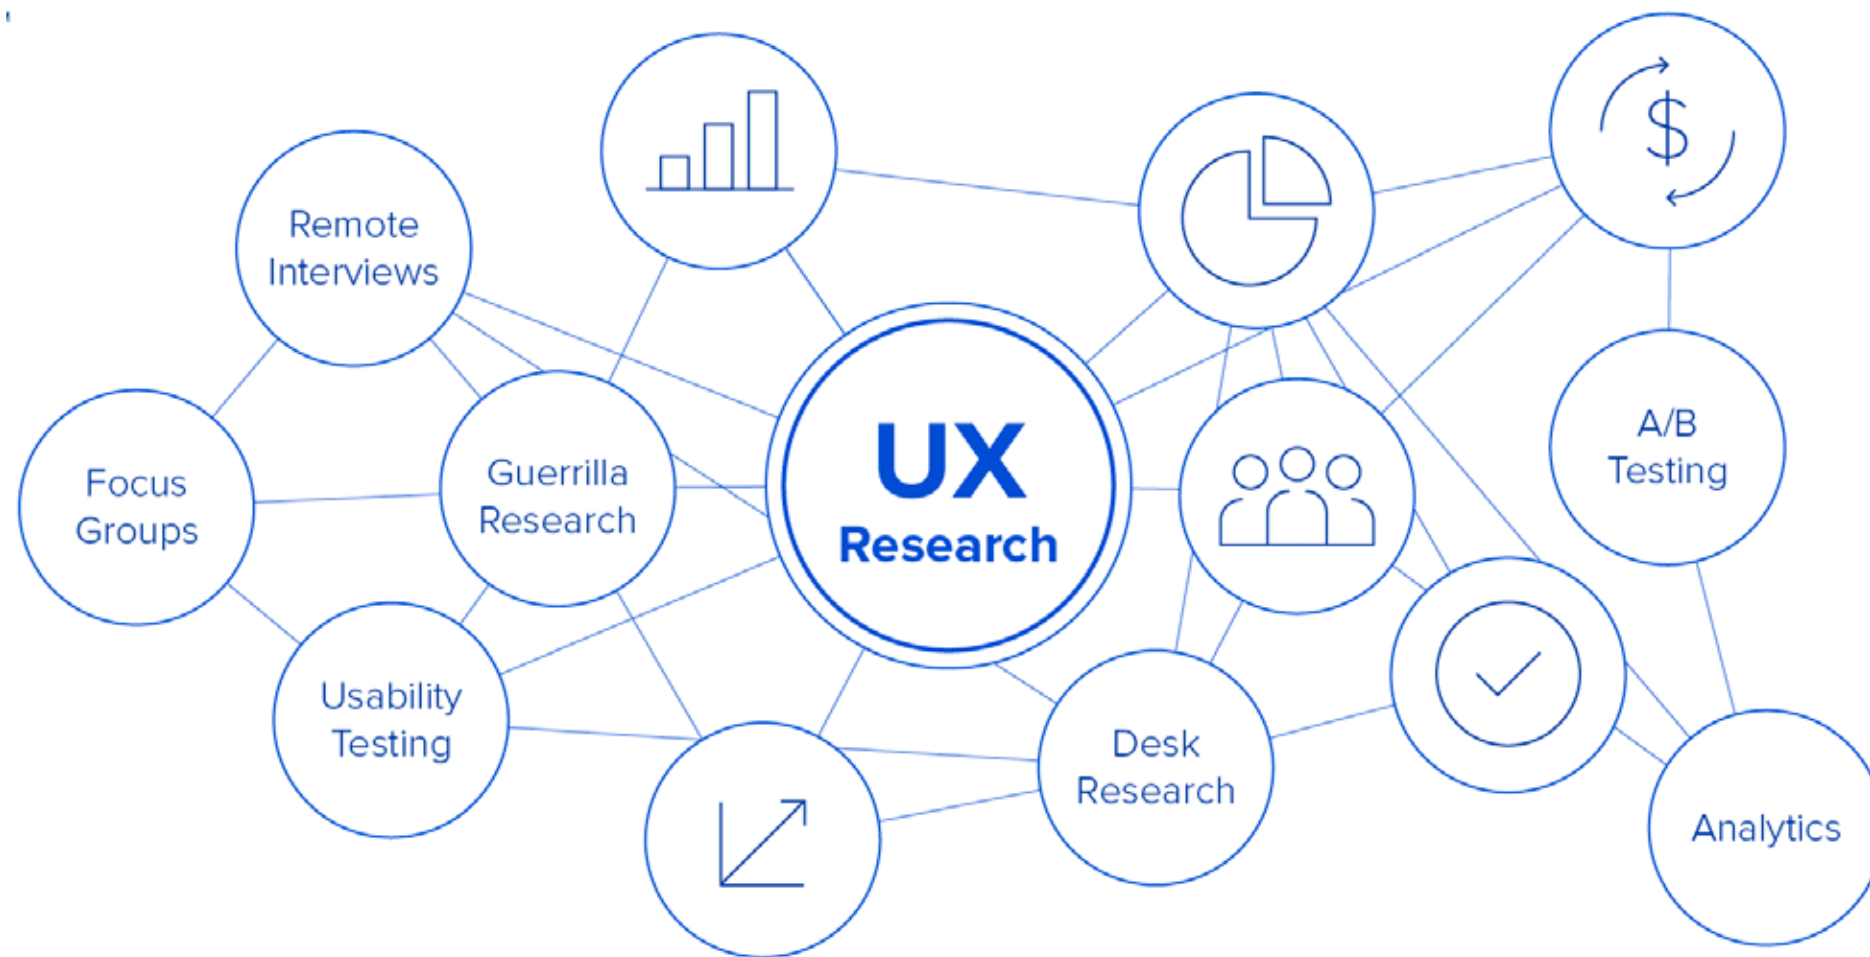 Remote
Interviews
Focus
Groups
Guerrilla
Research
Usability
Testing
UX
Research
$
Desk
Research
A/B
Testing
Analytics